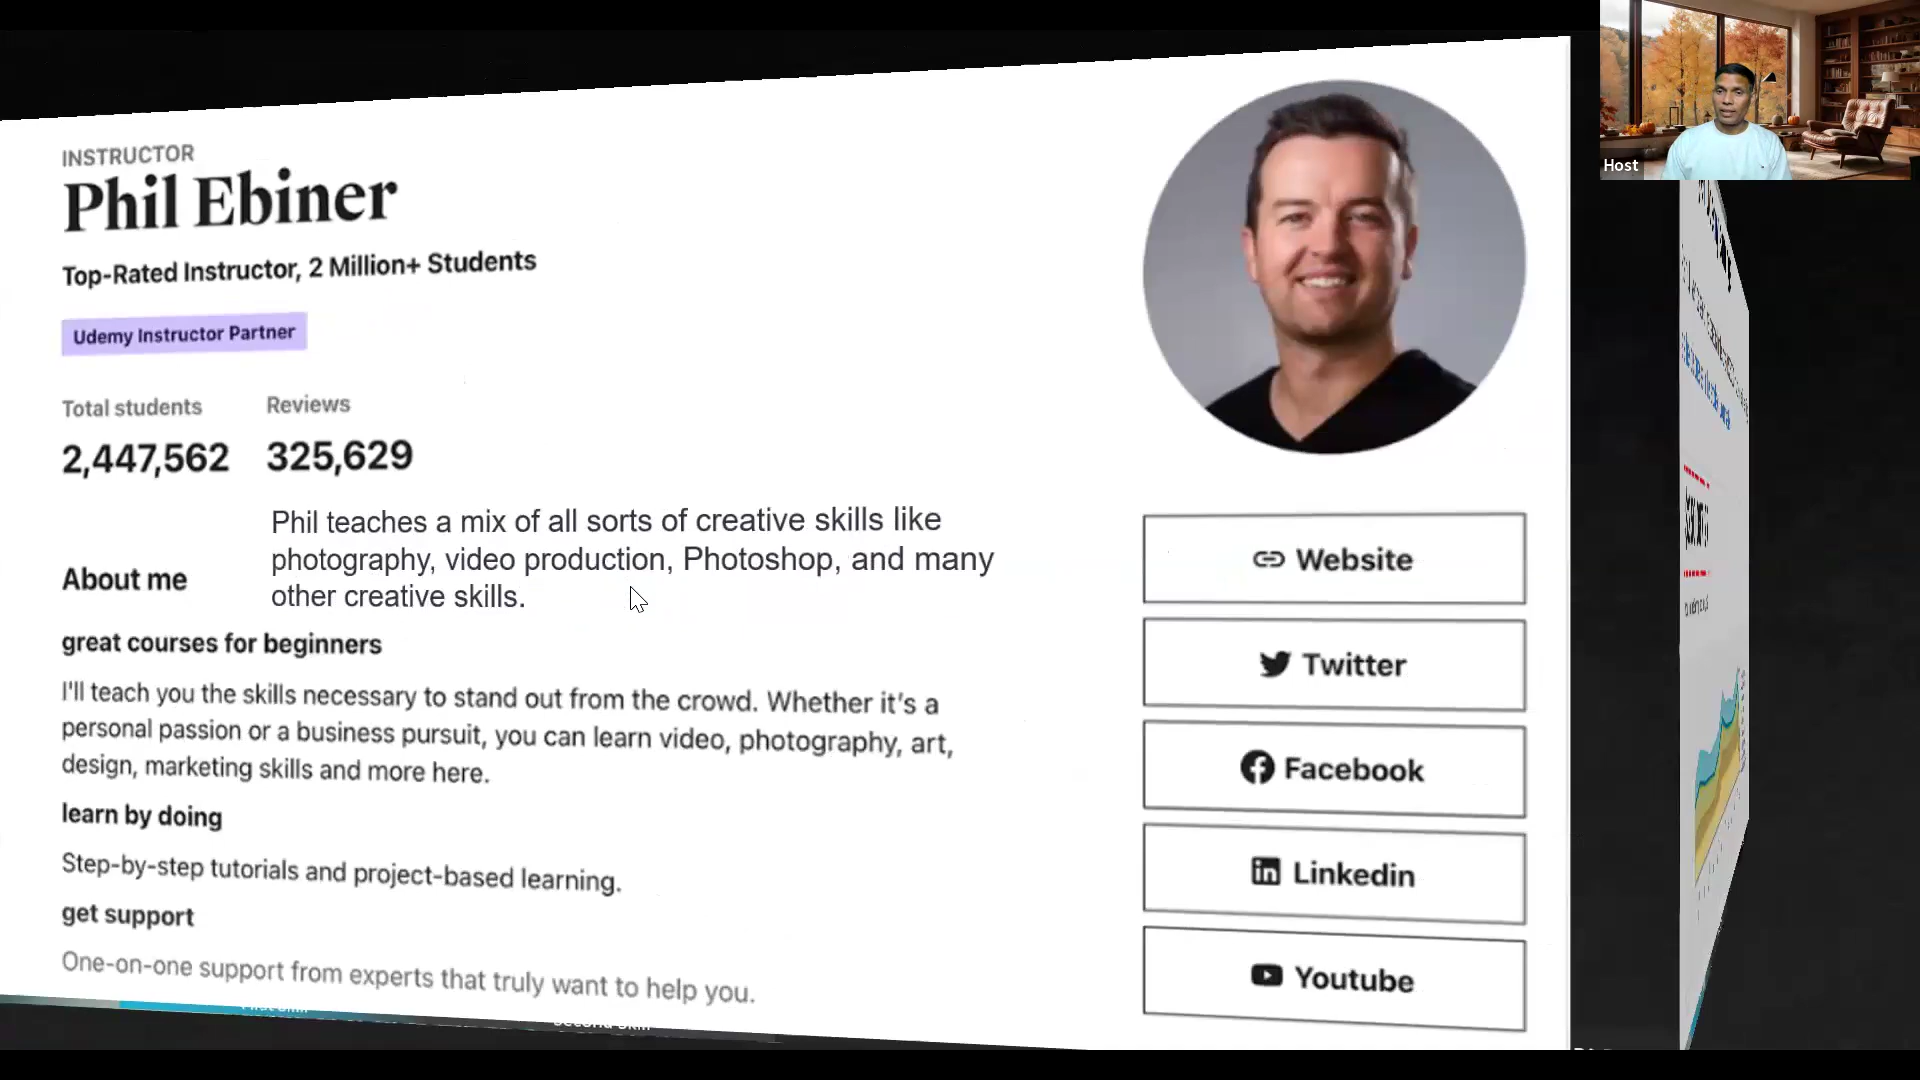 INSTRUCTOR
Phil Ebiner
Top-Rated Instructor, 2 Million+ Students
Udemy Instructor Partner
Total students Reviews
2,447,562 325,629
Phil teaches a mix of all sorts of creative skills like
photography, video production, Photoshop, and many
other creative skills.
About me
great courses for beginners
I'll teach you the skills necessary to stand out from the crowd. Whether it's a
personal passion or a business pursuit, you can learn video, photography, art,
design, marketing skills and more here.
learn by doing
Step-by-step tutorials and project-based learning.
get support
One-on-one support from experts that truly want to help you.
Website
Twitter
Facebook
Linkedin
Youtube
Host